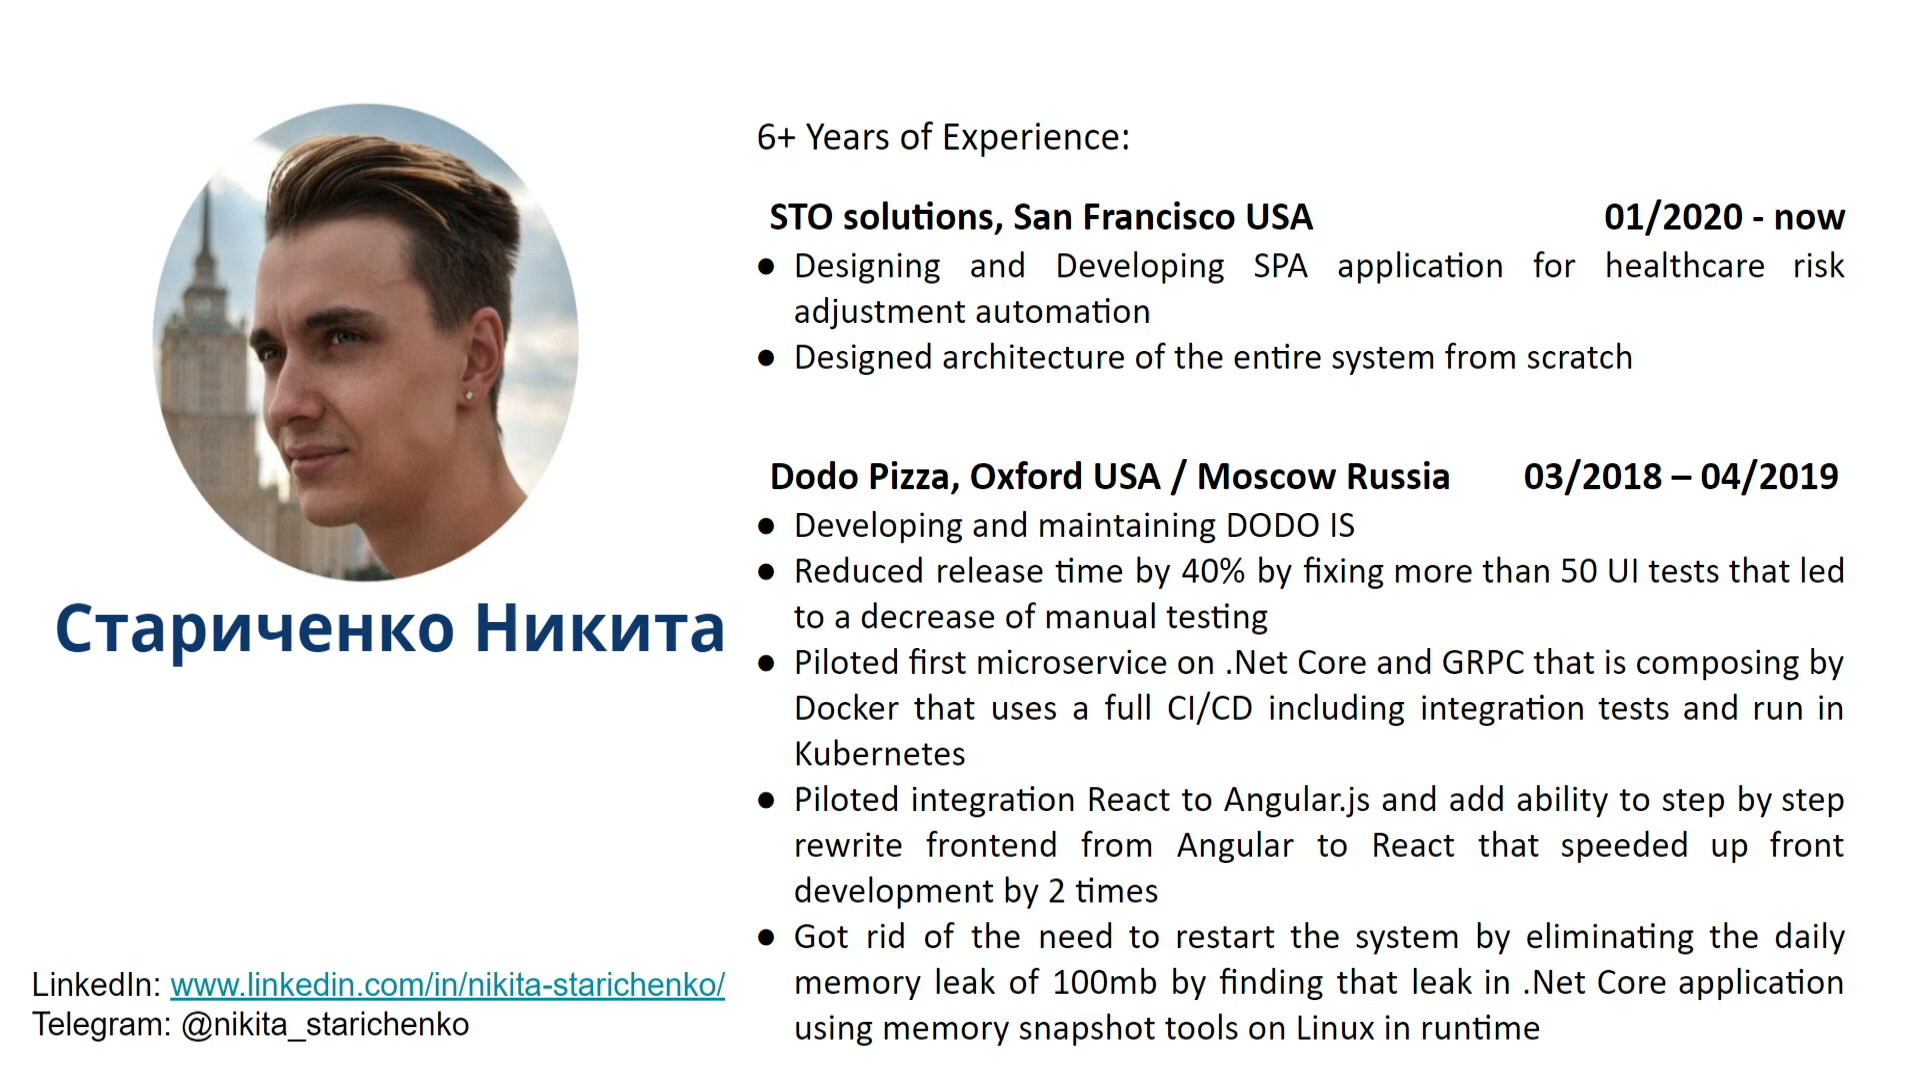 6+ Years of Experience:
STO solutions, San Francisco USA 01/2020 - now
● Designing and Developing SPA application for healthcare risk
adjustment automation
● Designed architecture of the entire system from scratch
Dodo Pizza, Oxford USA / Moscow Russia 03/2018 – 04/2019
● Developing and maintaining DODO IS
● Reduced release time by 40% by fixing more than 50 UI tests that led
to a decrease of manual testing
● Piloted first microservice on .Net Core and GRPC that is composing by
Docker that uses a full CI/CD including integration tests and run in
Kubernetes
● Piloted integration React to Angular.js and add ability to step by step
rewrite frontend from Angular to React that speeded up front
development by 2 times
● Got rid of the need to restart the system by eliminating the daily
memory leak of 100mb by finding that leak in .Net Core application
using memory snapshot tools on Linux in runtime
Стариченко Никита
LinkedIn: www.linkedin.com/in/nikita-starichenko/
Telegram: @nikita_starichenko